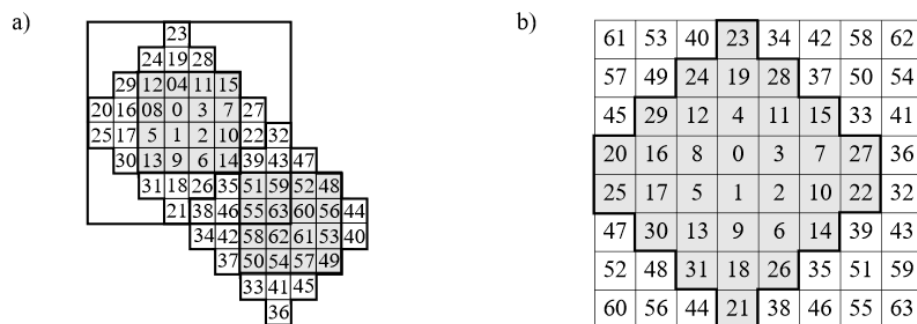 a)
23
24 19 28
29 12 04 11 15
20 16 08 0 3 7 27
25 17 5 1 2 10 22 32
30 13 9 6 14 39 43 47
31 18 26 35 51 59 52 48
21 38 46 55 63 60 56 44
34 42 58 62 61 53 40
37 50 54 57 49
33 41 45
36
b)
61 53 40 23 34 42 58 62
57 49 24 19 28 37 50 54
45 29 12 4 11 15 33 41
20 16 8 0 3 7 27 36
25 17 5 1 2 10 22 32
47 30 13 9 6 14 39 43
52 48 31 18 26 35 51 59
60 56 44 21 38 46 55 63